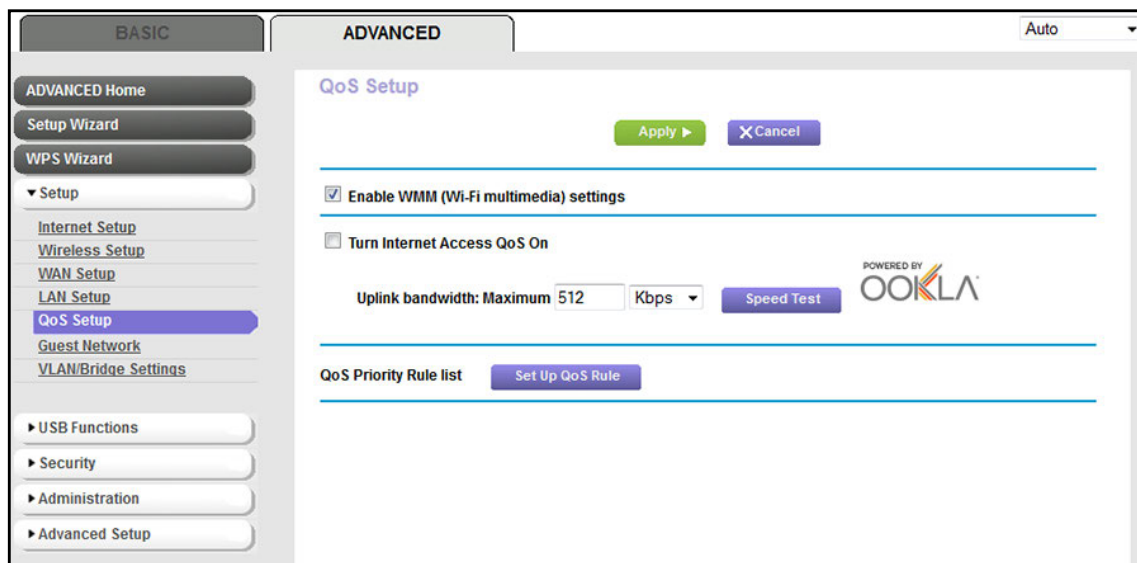 BASIC
ADVANCED
Auto
ADVANCED Home
Setup Wizard
WPS Wizard
Setup
Internet Setup
Wireless Setup
WAN Setup
LAN Setup
QoS Setup
Guest Network
VLAN/Bridge Settings
USB Functions
Security
Administration
Advanced Setup
QoS Setup
Apply
Cancel
Enable WMM (Wi-Fi multimedia) settings
Turn Internet Access QoS On
Uplink bandwidth: Maximum 512 Kbps Speed Test
POWERED BY
OOKLA
QoS Priority Rule list Set Up QoS Rule